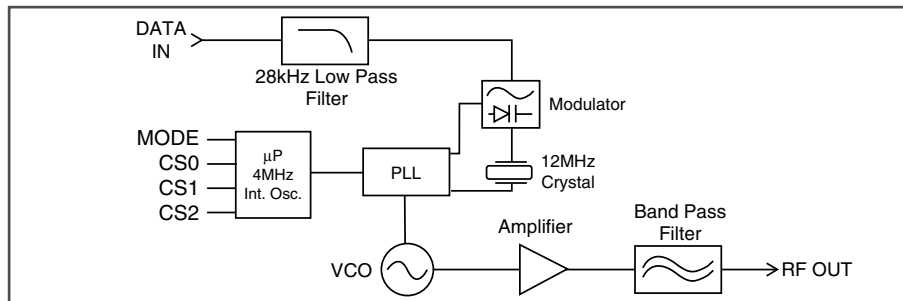 DATA
IN
28kHz Low Pass
Filter
Modulator
MODE
CS0
CS1
CS2
μP
4MHz
Int. Osc.
PLL
12MHz
Crystal
Amplifier
Band Pass
Filter
VCO
RF OUT